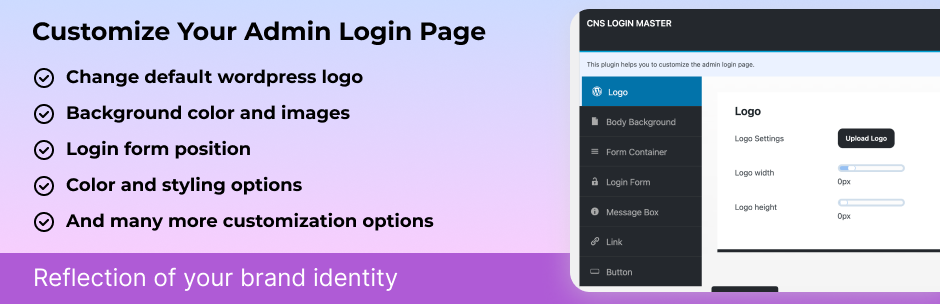 Customize Your Admin Login Page
Change default wordpress logo
Background color and images
Login form position
Color and styling options
And many more customization options
Reflection of your brand identity
CNS LOGIN MASTER
This plugin helps you to customize the admin login page.
Logo
Body Background
Form Container
Login Form
Message Box
Link
Button
Logo
Logo Settings
Upload Logo
Logo width
0px
Logo height
0px